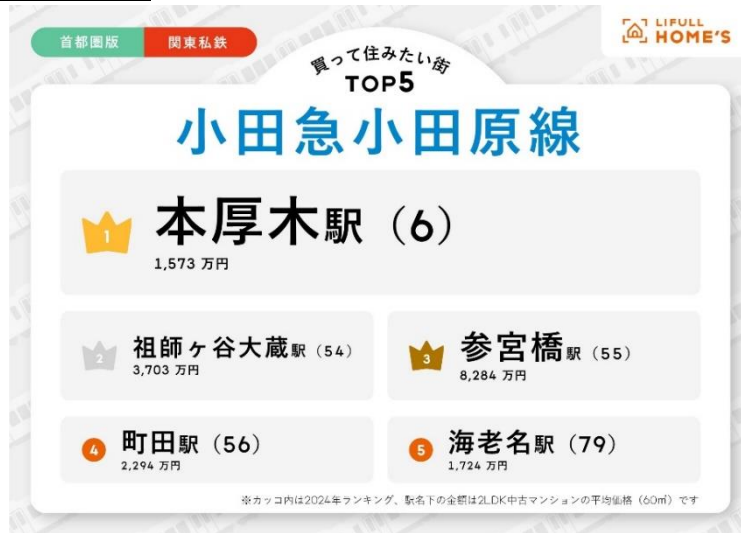 首都圏版 関東私鉄
LIFULL
HOME'S
買って住みたい街
TOP5
小田急小田原線
1 本厚木駅（6）
1,573 万円
2 祖師ヶ谷大蔵駅（54）
3,703 万円
3 参宮橋駅（55）
8,284 万円
4 町田駅（56）
2,294 万円
5 海老名駅（79）
1,724 万円
※カッコ内は2024年ランキング、駅名下の金額は2LDK中古マンションの平均価格（60㎡）です